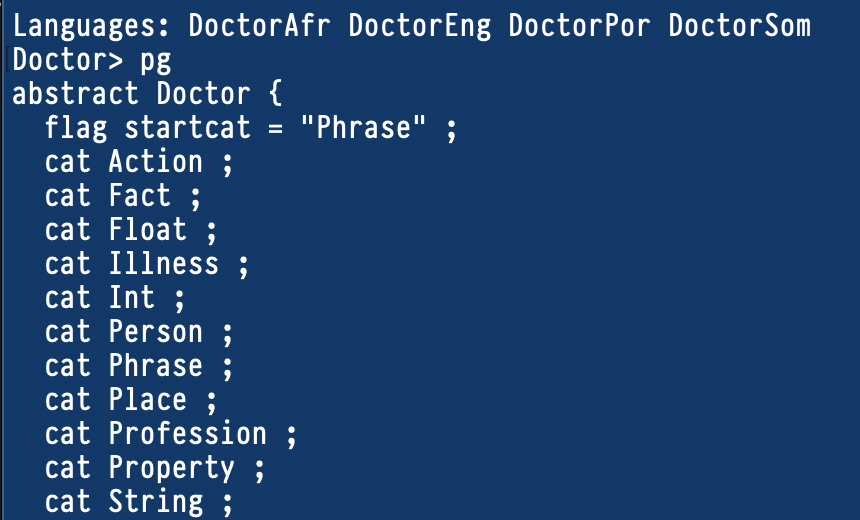 Languages: DoctorAfr DoctorEng DoctorPor DoctorSom
Doctor> pg
abstract Doctor {
  flag startcat = "Phrase" ;
  cat Action ;
  cat Fact ;
  cat Float ;
  cat Illness ;
  cat Int ;
  cat Person ;
  cat Phrase ;
  cat Place ;
  cat Profession ;
  cat Property ;
  cat String ;